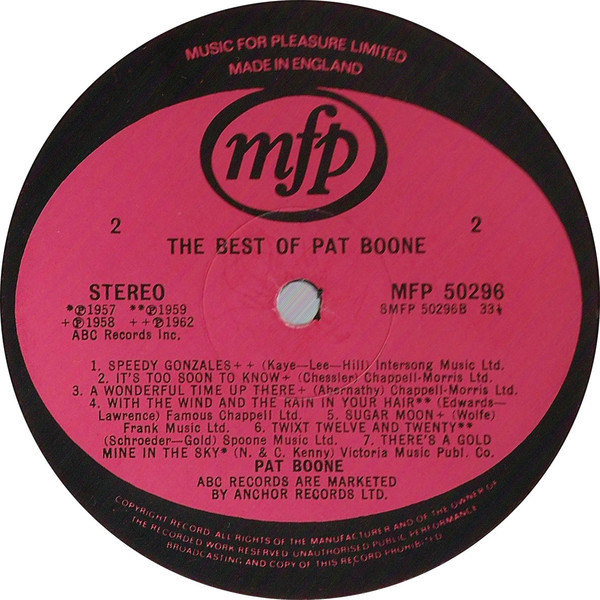 MUSIC FOR PLEASURE LIMITED
MADE IN ENGLAND
mfp
2 2
THE BEST OF PAT BOONE
STEREO MFP 50296
*℗1957 **℗1959 SMFP 50296B 33⅓
+℗1958 ++℗1962
ABC Records Inc.
1. SPEEDY GONZALES++ (Kaye—Lee—Hill) Intersong Music Ltd.
2. IT'S TOO SOON TO KNOW+ (Chessler) Chappell-Morris Ltd.
3. A WONDERFUL TIME UP THERE+ (Abernathy) Chappell-Morris Ltd.
4. WITH THE WIND AND THE RAIN IN YOUR HAIR** (Edwards—
Lawrence) Famous Chappell Ltd. 5. SUGAR MOON+ (Wolfe)
Frank Music Ltd. 6. TWIXT TWELVE AND TWENTY**
(Schroeder—Gold) Spoone Music Ltd. 7. THERE'S A GOLD
MINE IN THE SKY* (N. & C. Kenny) Victoria Music Publ. Co.
PAT BOONE
ABC RECORDS ARE MARKETED
BY ANCHOR RECORDS LTD.
COPYRIGHT RECORD. ALL RIGHTS OF THE MANUFACTURER AND OF THE OWNER OF
THE RECORDED WORK RESERVED UNAUTHORISED PUBLIC PERFORMANCE
BROADCASTING AND COPY OF THIS RECORD PROHIBITED